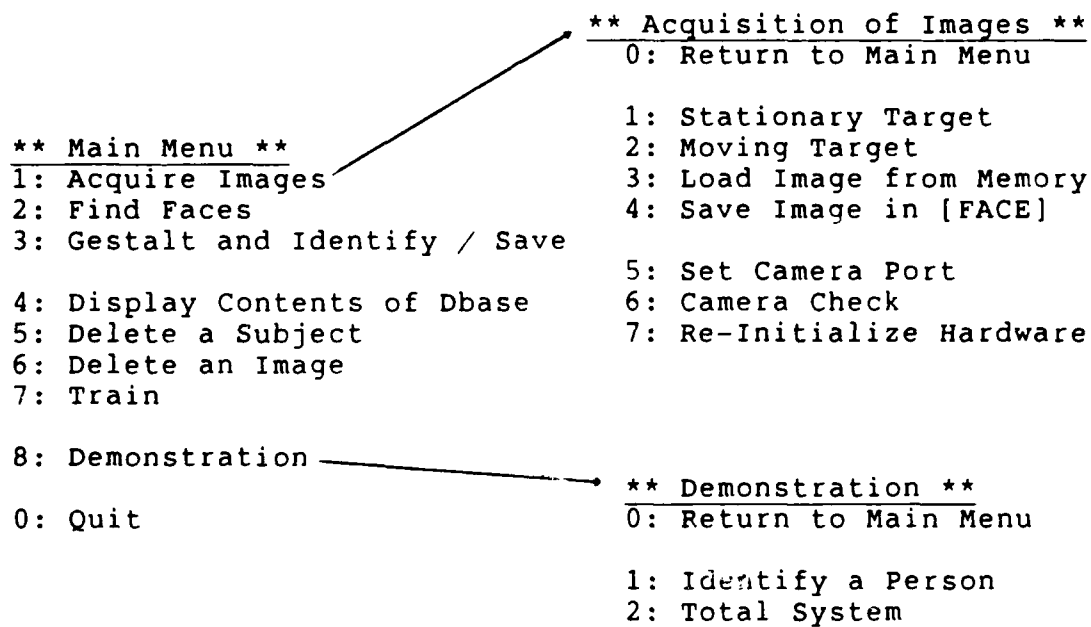 ** Main Menu **
1: Acquire Images
2: Find Faces
3: Gestalt and Identify / Save
4: Display Contents of Dbase
5: Delete a Subject
6: Delete an Image
7: Train
8: Demonstration
0: Quit
** Acquisition of Images **
0: Return to Main Menu
1: Stationary Target
2: Moving Target
3: Load Image from Memory
4: Save Image in [FACE]
5: Set Camera Port
6: Camera Check
7: Re-Initialize Hardware
** Demonstration **
0: Return to Main Menu
1: Identify a Person
2: Total System